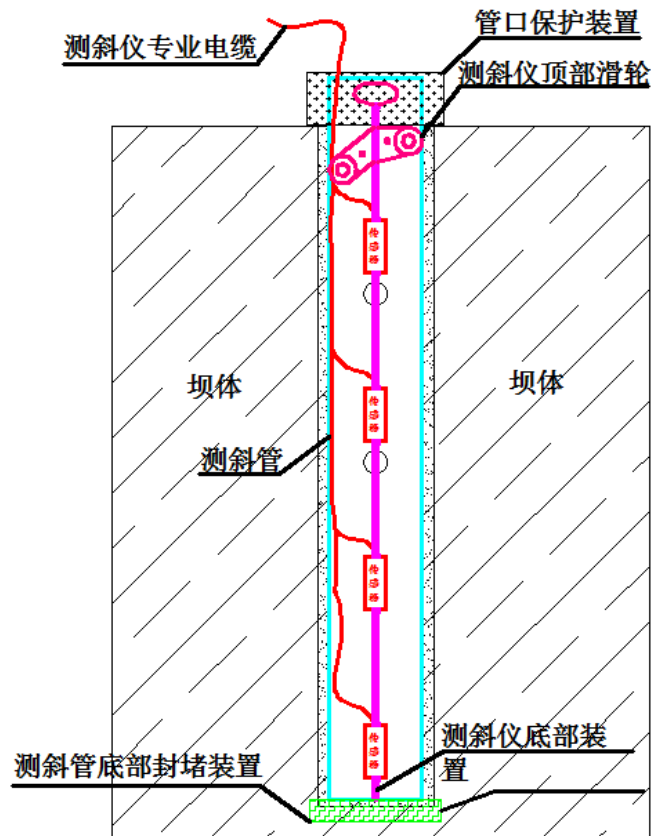 管口保护装置
测斜仪专业电缆
测斜仪顶部滑轮
传感器
坝体
坝体
传感器
测斜管
传感器
测斜仪底部装
置
传感器
测斜管底部封堵装置